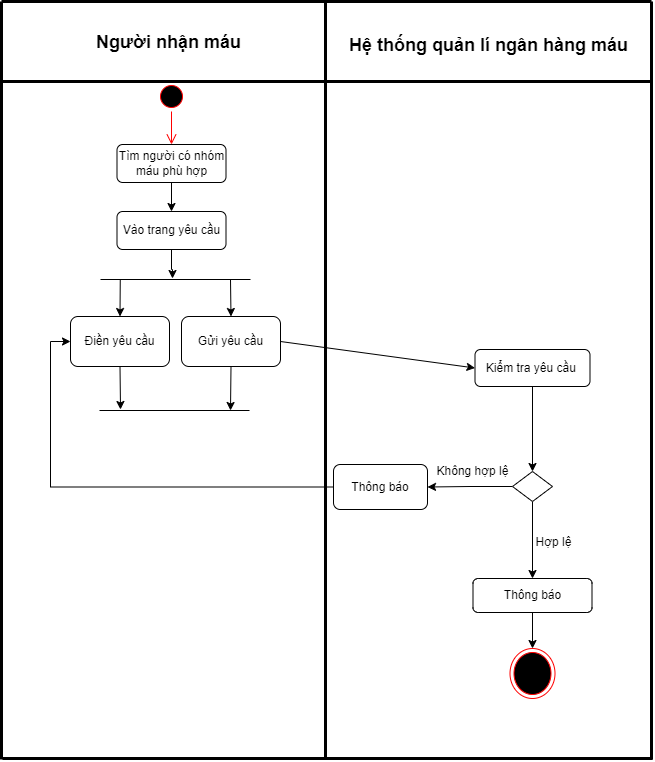 Người nhận máu
Hệ thống quản lí ngân hàng máu
Tìm người có nhóm
máu phù hợp
Vào trang yêu cầu
Điền yêu cầu
Gửi yêu cầu
Kiểm tra yêu cầu
Không hợp lệ
Thông báo
Hợp lệ
Thông báo